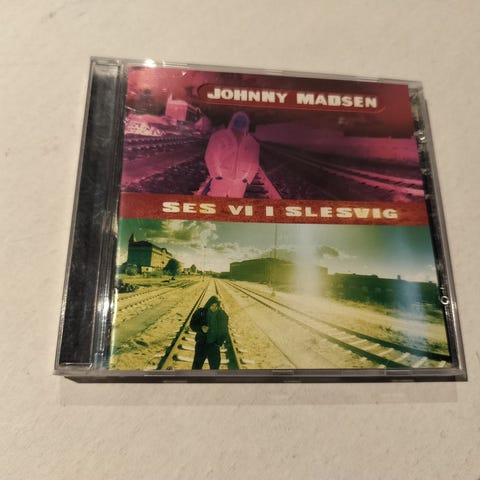 JOHNNY MADSEN
SES VI I SLESVIG